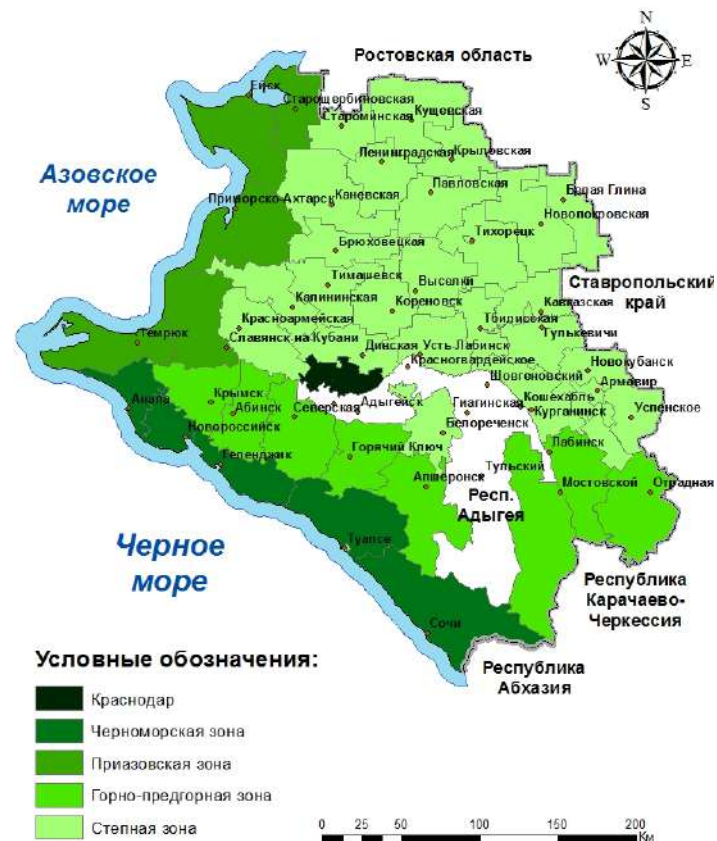 N
W E
S
Ростовская область
Ейск
Старощербиновская
Староминская
Кущевская
Ленинградская
Крыловская
Азовское
море
Павловская
Белая Глина
Приморско-Ахтарск
Каневская
Новопокровская
Тихорецк
Брюховецкая
Тимашевск
Выселки
Ставропольский
край
Калининская
Кореновск
Кавказская
Красноармейская
Тбилисская
Гулькевичи
Темрюк
Славянск на Кубани
Динская
Усть Лабинск
Красногвардейское
Новокубанск
Шовгеновский
Армавир
Анапа
Крымск
Абинск
Северская
Адыгейск
Гиагинская
Кошехабль
Курганинск
Успенское
Новороссийск
Белореченск
Геленджик
Горячий Ключ
Лабинск
Апшеронск
Тульский
Мостовской
Отрадная
Респ.
Адыгея
Черное
море
Туапсе
Республика
Карачаево-
Черкессия
Сочи
Республика
Абхазия
Условные обозначения:
Краснодар
Черноморская зона
Приазовская зона
Горно-предгорная зона
Степная зона
0 25 50 100 150 200
Км